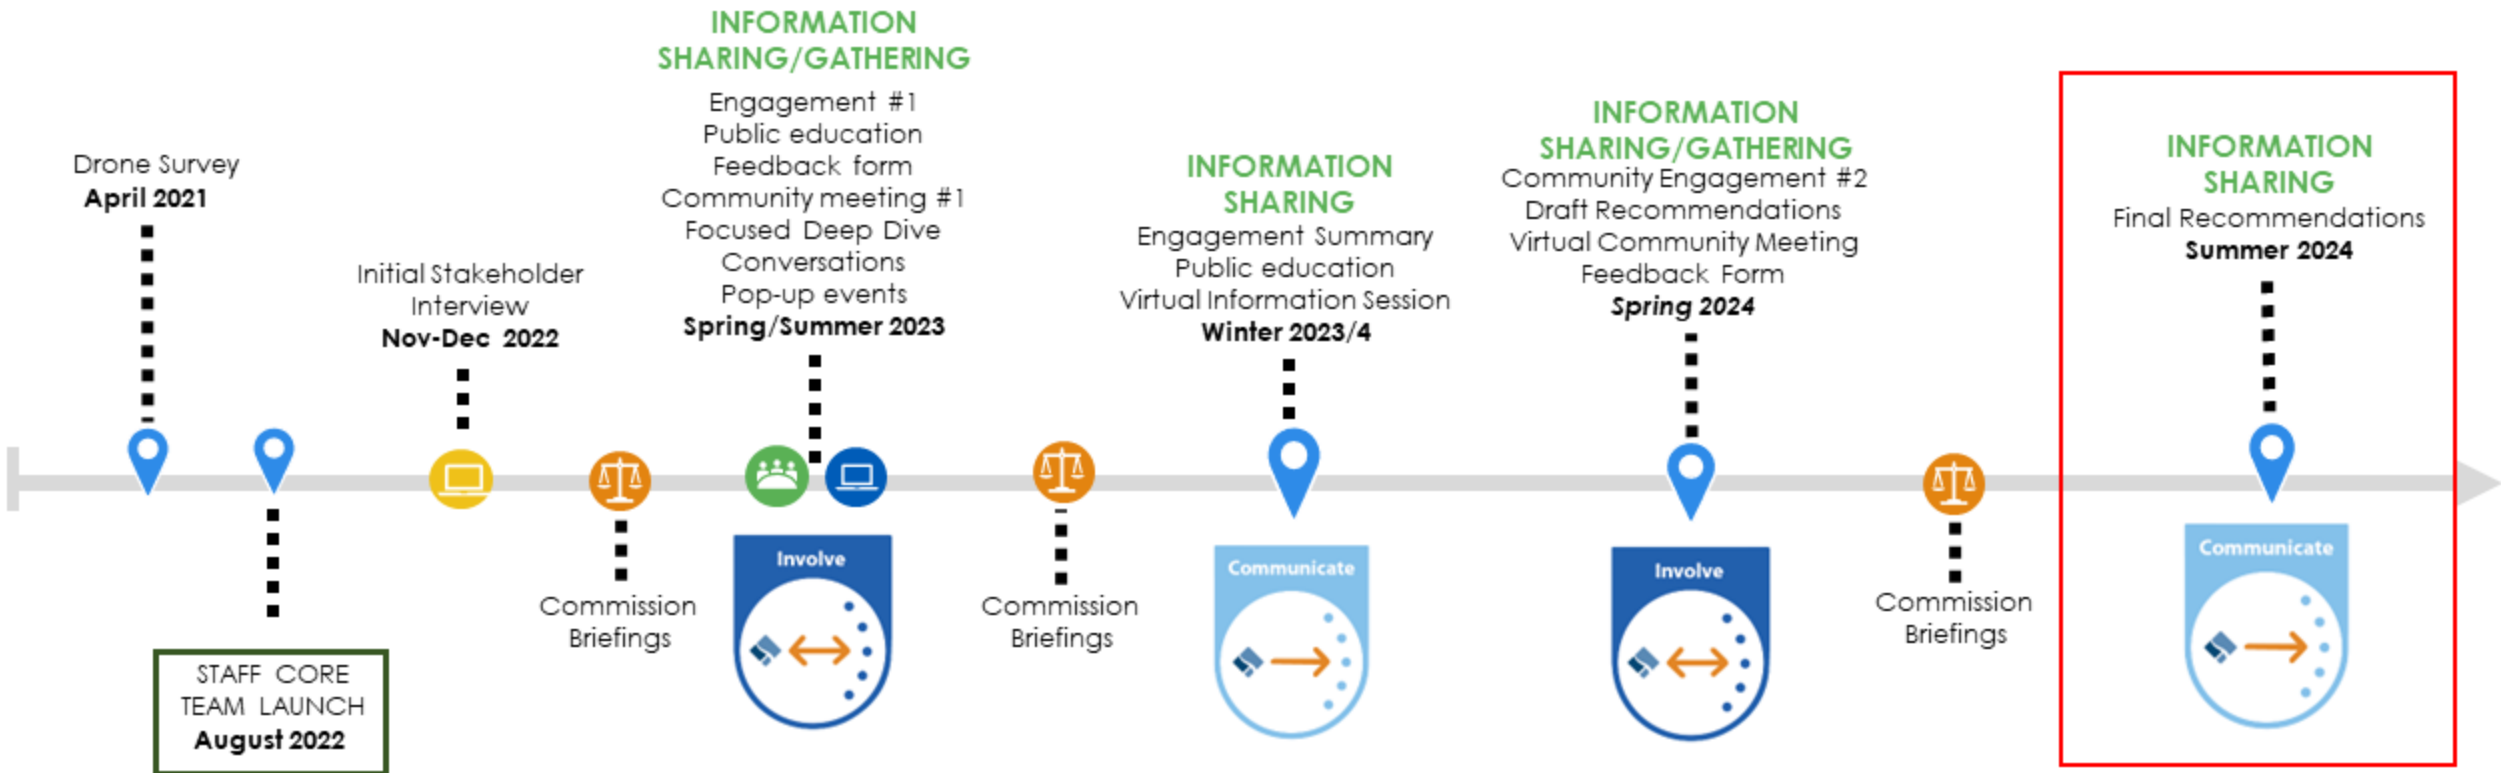 Drone Survey
April 2021
STAFF CORE
TEAM LAUNCH
August 2022
Initial Stakeholder
Interview
Nov-Dec 2022
Commission
Briefings
INFORMATION
SHARING/GATHERING
Engagement #1
Public education
Feedback form
Community meeting #1
Focused Deep Dive
Conversations
Pop-up events
Spring/Summer 2023
Involve
Commission
Briefings
INFORMATION
SHARING
Engagement Summary
Public education
Virtual Information Session
Winter 2023/4
Communicate
INFORMATION
SHARING/GATHERING
Community Engagement #2
Draft Recommendations
Virtual Community Meeting
Feedback Form
Spring 2024
Involve
Commission
Briefings
INFORMATION
SHARING
Final Recommendations
Summer 2024
Communicate